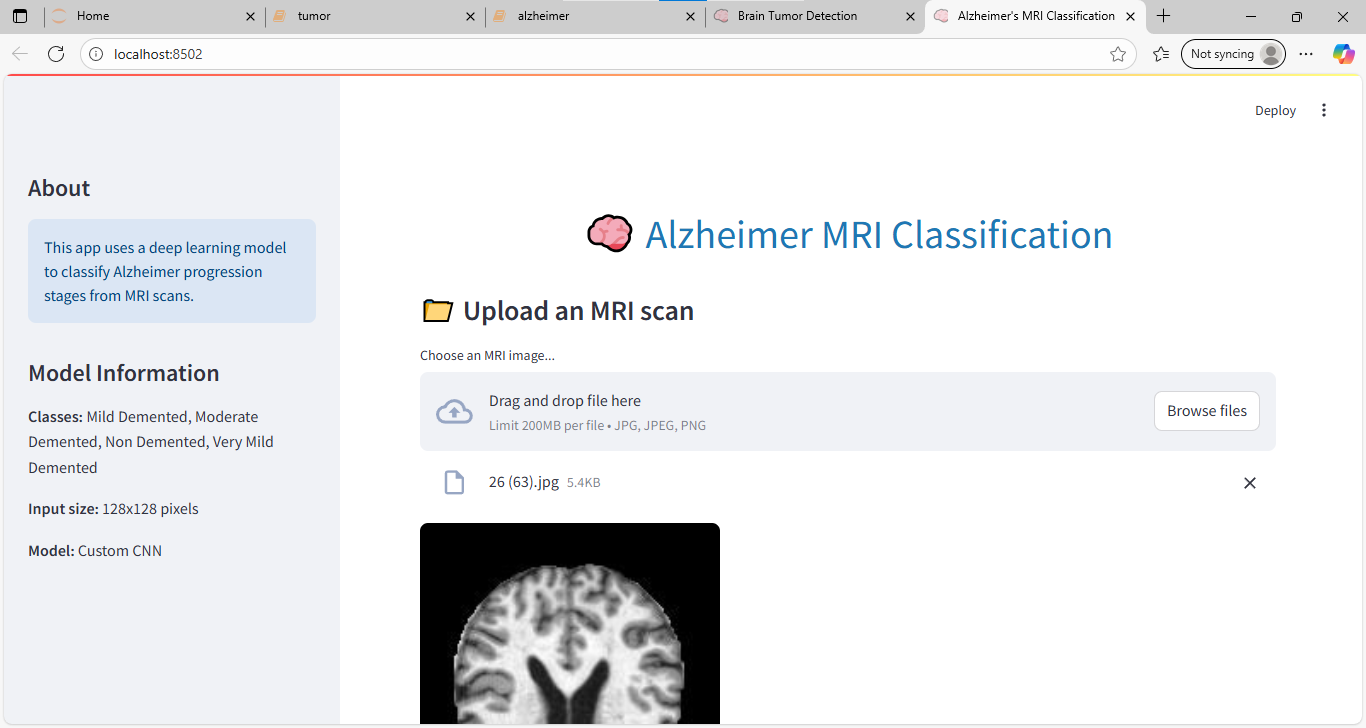 Home
tumor
alzheimer
Brain Tumor Detection
Alzheimer's MRI Classification
localhost:8502
Not syncing
Deploy
About
This app uses a deep learning model
to classify Alzheimer progression
stages from MRI scans.
Model Information
Classes: Mild Demented, Moderate
Demented, Non Demented, Very Mild
Demented
Input size: 128x128 pixels
Model: Custom CNN
Alzheimer MRI Classification
Upload an MRI scan
Choose an MRI image...
Drag and drop file here
Limit 200MB per file • JPG, JPEG, PNG
Browse files
26 (63).jpg 5.4KB